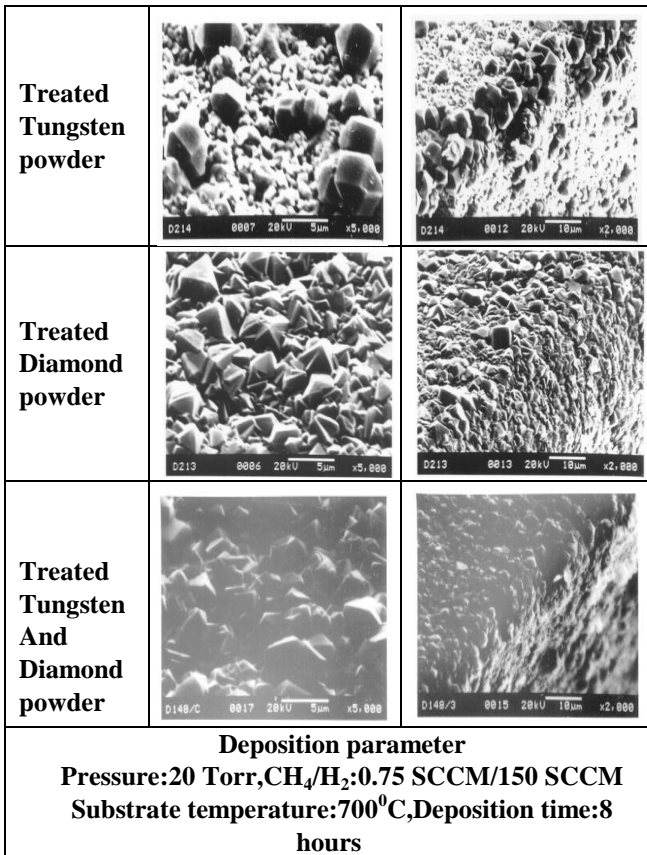 Treated
Tungsten
powder
D214 0007 20kV 5µm x5,000
D214 0012 20kV 10µm x2,000
Treated
Diamond
powder
D213 0006 20kV 5µm x5,000
D213 0013 20kV 10µm x2,000
Treated
Tungsten
And
Diamond
powder
D148/C 0017 20kV 5µm x5,000
D148/3 0015 20kV 10µm x2,000
Deposition parameter
Pressure:20 Torr,CH₄/H₂:0.75 SCCM/150 SCCM
Substrate temperature:700⁰C,Deposition time:8
hours